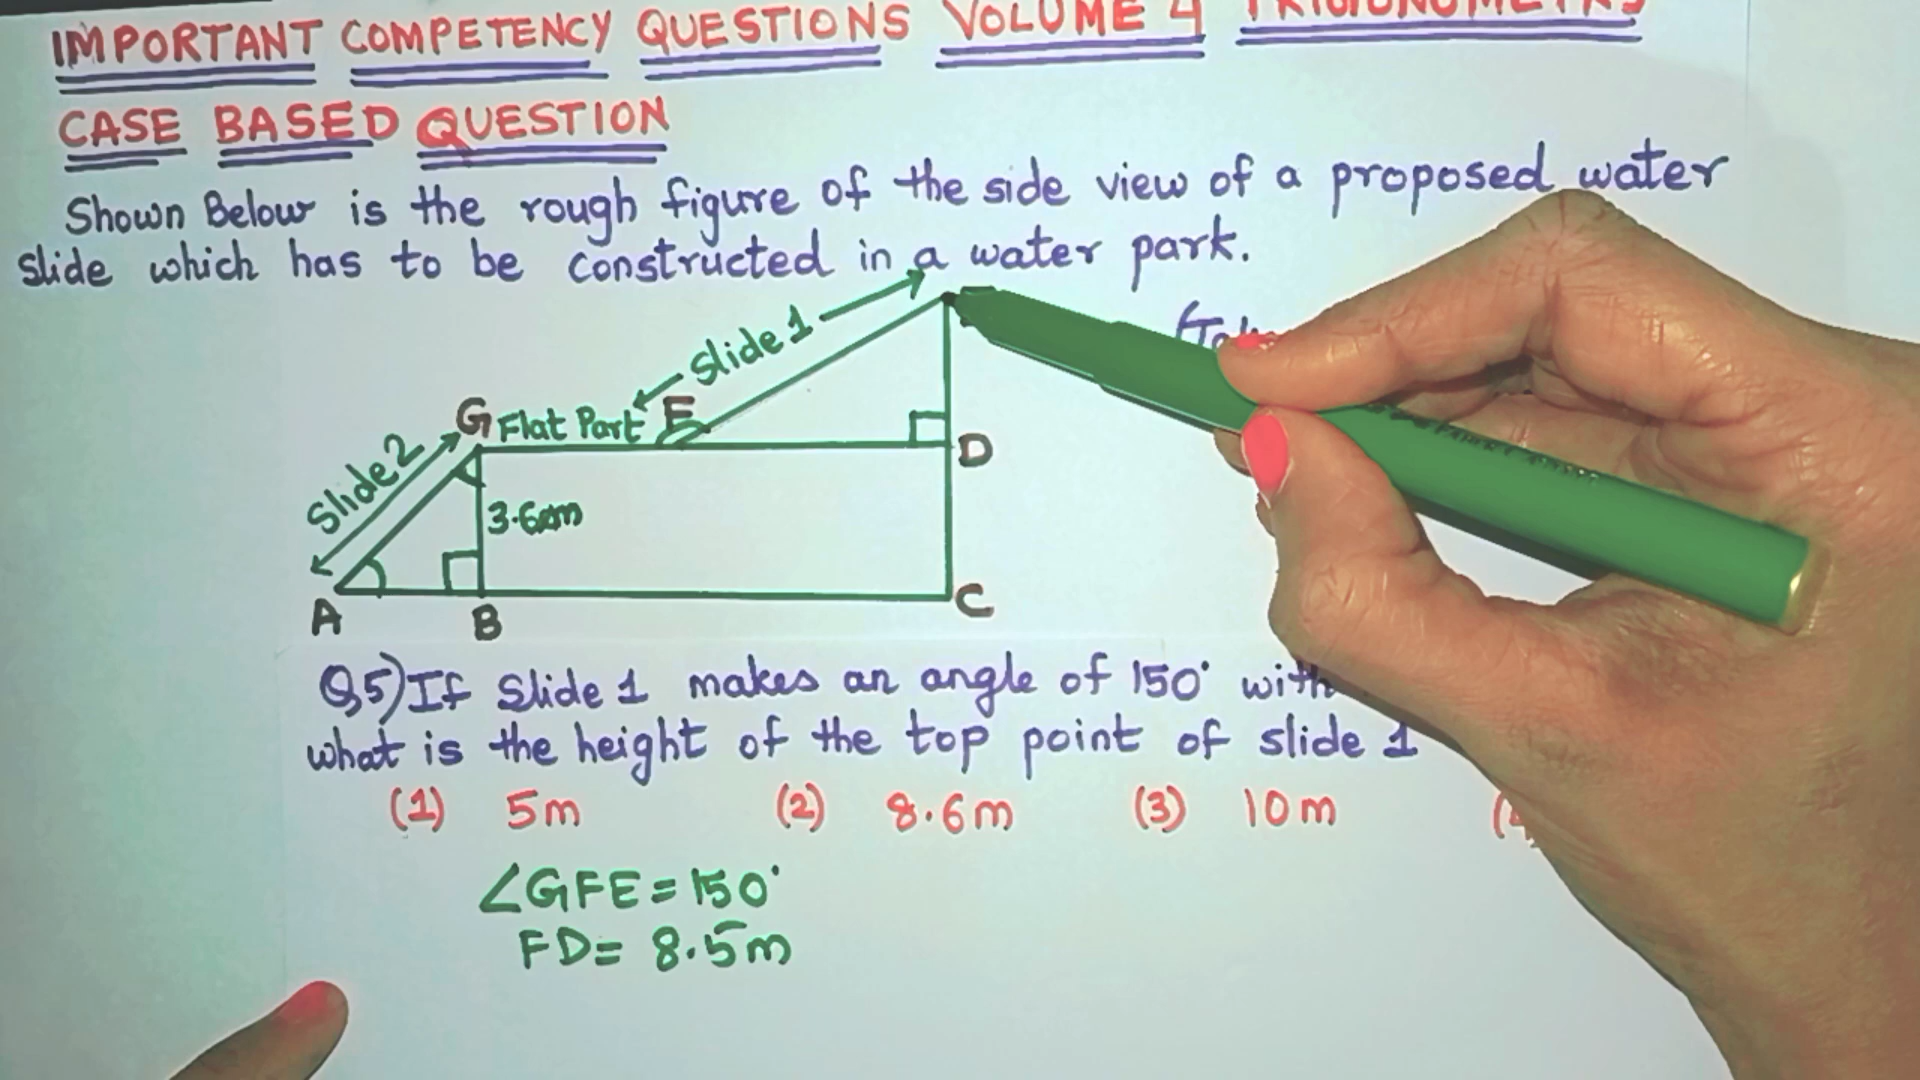 IMPORTANT COMPETENCY QUESTIONS VOLUME 4 TRIGONOMETRY
CASE BASED QUESTION
Shown Below is the rough figure of the side view of a proposed water
slide which has to be constructed in a water park.
Slide 1
G Flat Part F
Slide 2
D
3.6m
A B C
Q5) If Slide 1 makes an angle of 150° with
what is the height of the top point of slide 1
(1) 5m (2) 8.6m (3) 10m
∠GFE = 150°
FD = 8.5m